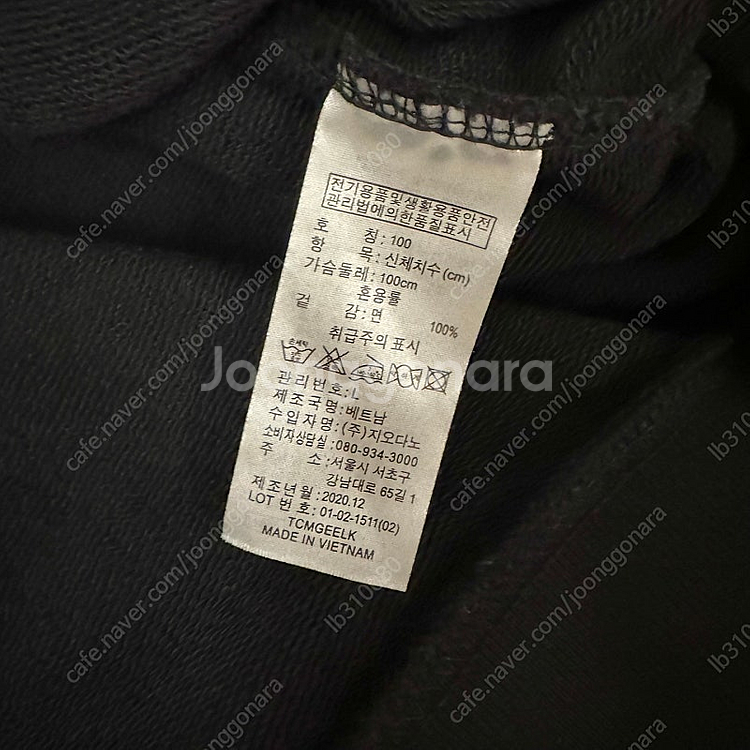 전기용품및생활용품안전
관리법에의한품질표시
호 칭 : 100
항 목 : 신체치수(cm)
가슴둘레 : 100cm
혼용률
겉 감 : 면 100%
취급주의 표시
손세탁
관리번호 : L
제조국명 : 베트남
수입자명 : (주)지오다노
소비자상담실 : 080-934-3000
주 소 : 서울시 서초구
강남대로 65길 1
제조년월 : 2020.12
LOT 번호 : 01-02-1511(02)
TCMGEELK
MADE IN VIETNAM
Joonggonara
cafe.naver.com/joonggonara
lb310880